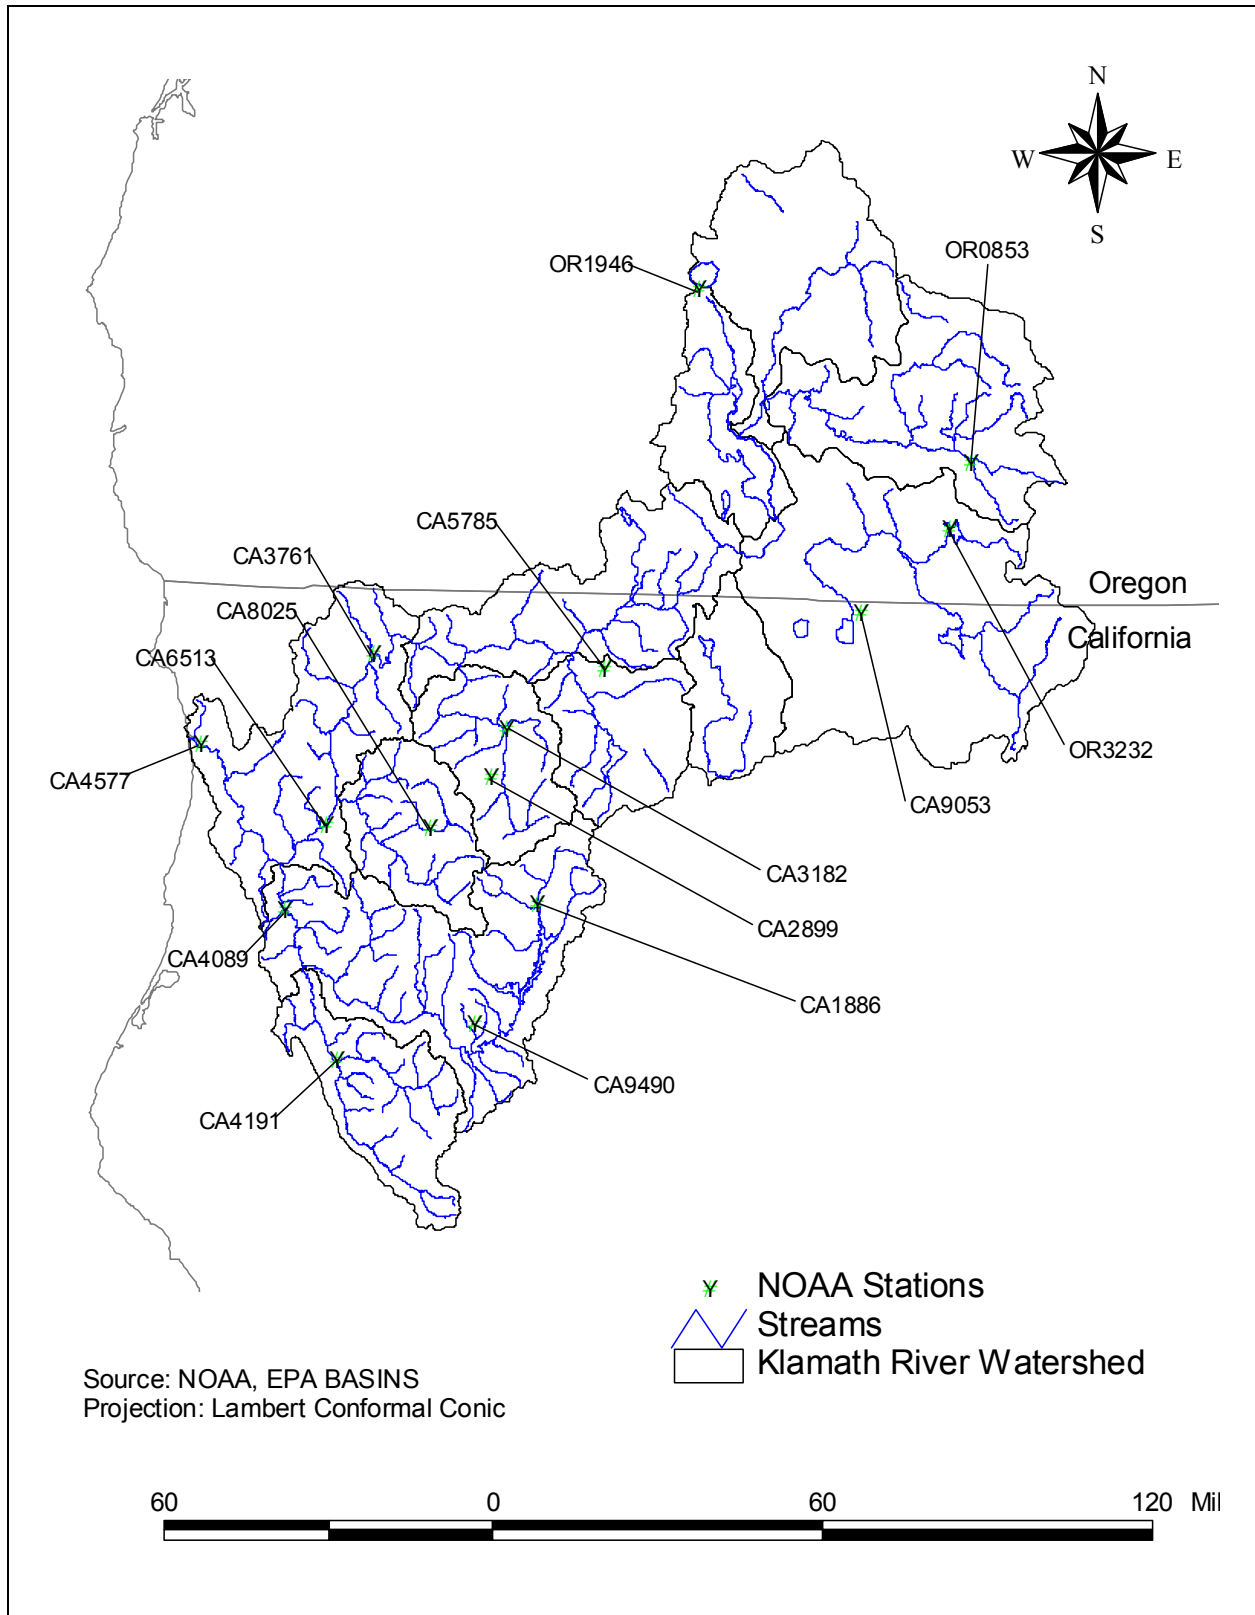 N
W
E
S
OR1946
OR0853
CA5785
CA3761
Oregon
CA8025
California
CA6513
OR3232
CA4577
CA9053
CA3182
CA2899
CA4089
CA1886
CA9490
CA4191
NOAA Stations
Streams
Klamath River Watershed
Source: NOAA, EPA BASINS
Projection: Lambert Conformal Conic
60 0 60 120 Mil